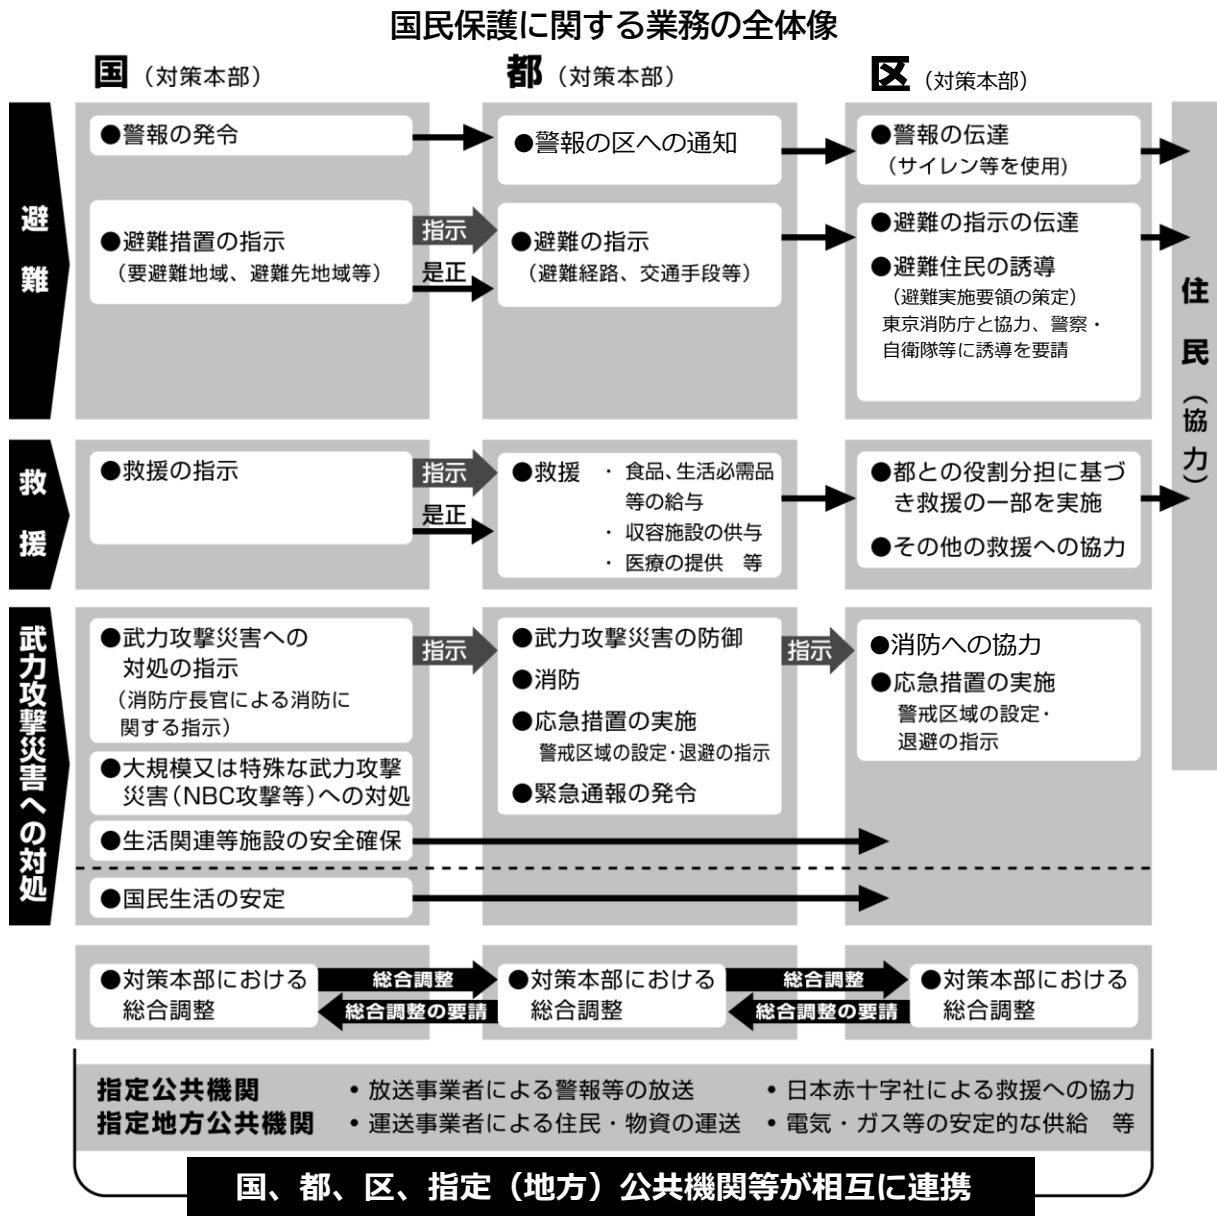 国民保護に関する業務の全体像
国（対策本部）
都（対策本部）
区（対策本部）
避難
●警報の発令
●警報の区への通知
●警報の伝達
（サイレン等を使用）
●避難措置の指示
（要避難地域、避難先地域等）
指示
是正
●避難の指示
（避難経路、交通手段等）
●避難の指示の伝達
●避難住民の誘導
（避難実施要領の策定）
東京消防庁と協力、警察・
自衛隊等に誘導を要請
住民（協力）
救援
●救援の指示
指示
是正
●救援 ・ 食品、生活必需品
等の給与
・ 収容施設の供与
・ 医療の提供　等
●都との役割分担に基づ
き救援の一部を実施
●その他の救援への協力
武力攻撃災害への対処
●武力攻撃災害への
対処の指示
（消防庁長官による消防に
関する指示）
指示
●武力攻撃災害の防御
●消防
●応急措置の実施
警戒区域の設定・退避の指示
●緊急通報の発令
指示
●消防への協力
●応急措置の実施
警戒区域の設定・
退避の指示
●大規模又は特殊な武力攻撃
災害（NBC攻撃等）への対処
●生活関連等施設の安全確保
●国民生活の安定
●対策本部における
総合調整
総合調整
総合調整の要請
●対策本部における
総合調整
総合調整
総合調整の要請
●対策本部における
総合調整
指定公共機関
指定地方公共機関
• 放送事業者による警報等の放送
• 運送事業者による住民・物資の運送
• 日本赤十字社による救援への協力
• 電気・ガス等の安定的な供給　等
国、都、区、指定（地方）公共機関等が相互に連携